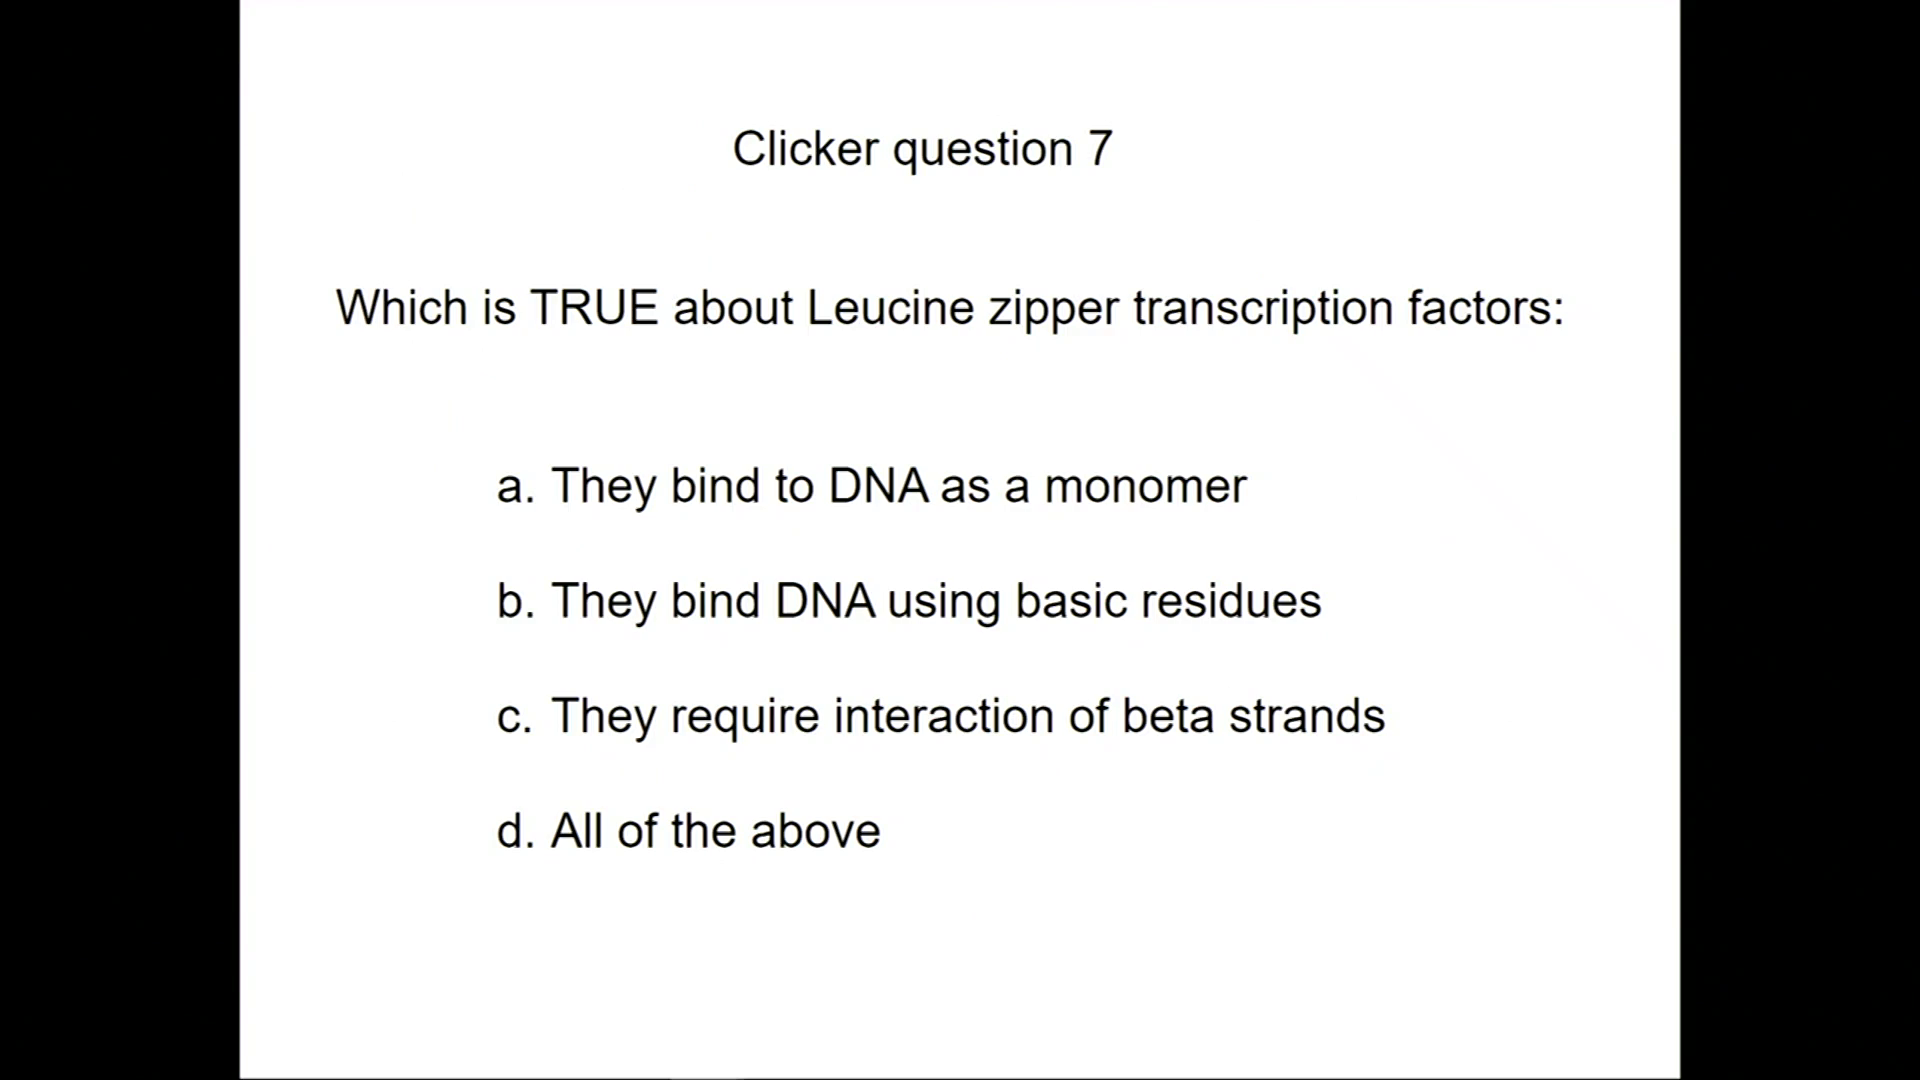 Clicker question 7
Which is TRUE about Leucine zipper transcription factors:
a. They bind to DNA as a monomer
b. They bind DNA using basic residues
c. They require interaction of beta strands
d. All of the above